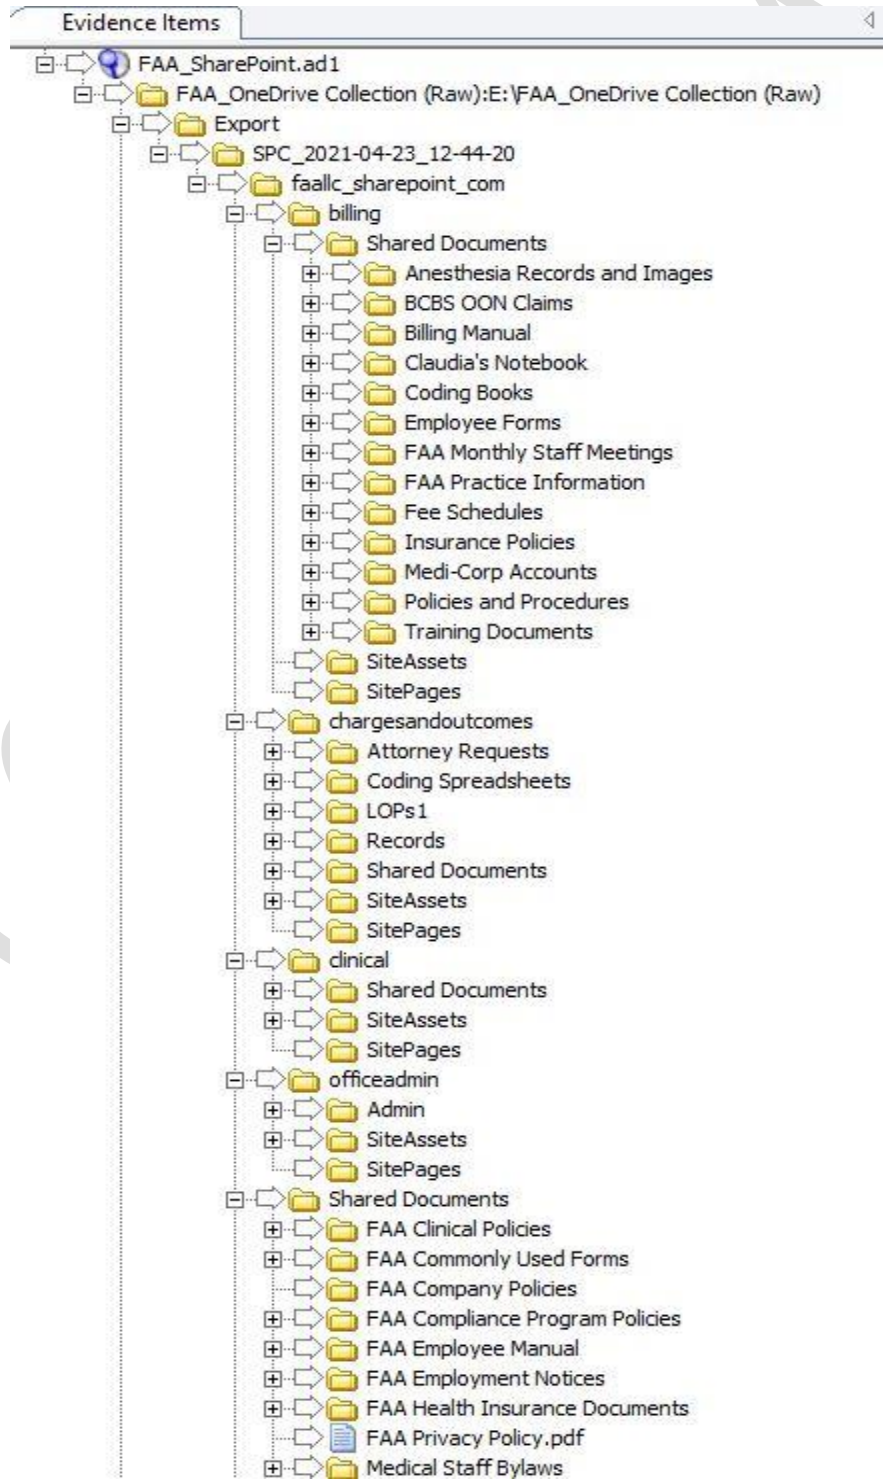 Evidence Items
FAA_SharePoint.ad1
FAA_OneDrive Collection (Raw):E:\FAA_OneDrive Collection (Raw)
Export
SPC_2021-04-23_12-44-20
faallc_sharepoint_com
billing
Shared Documents
Anesthesia Records and Images
BCBS OON Claims
Billing Manual
Claudia's Notebook
Coding Books
Employee Forms
FAA Monthly Staff Meetings
FAA Practice Information
Fee Schedules
Insurance Policies
Medi-Corp Accounts
Policies and Procedures
Training Documents
SiteAssets
SitePages
chargesandoutcomes
Attorney Requests
Coding Spreadsheets
LOPs1
Records
Shared Documents
SiteAssets
SitePages
clinical
Shared Documents
SiteAssets
SitePages
officeadmin
Admin
SiteAssets
SitePages
Shared Documents
FAA Clinical Policies
FAA Commonly Used Forms
FAA Company Policies
FAA Compliance Program Policies
FAA Employee Manual
FAA Employment Notices
FAA Health Insurance Documents
FAA Privacy Policy.pdf
Medical Staff Bylaws